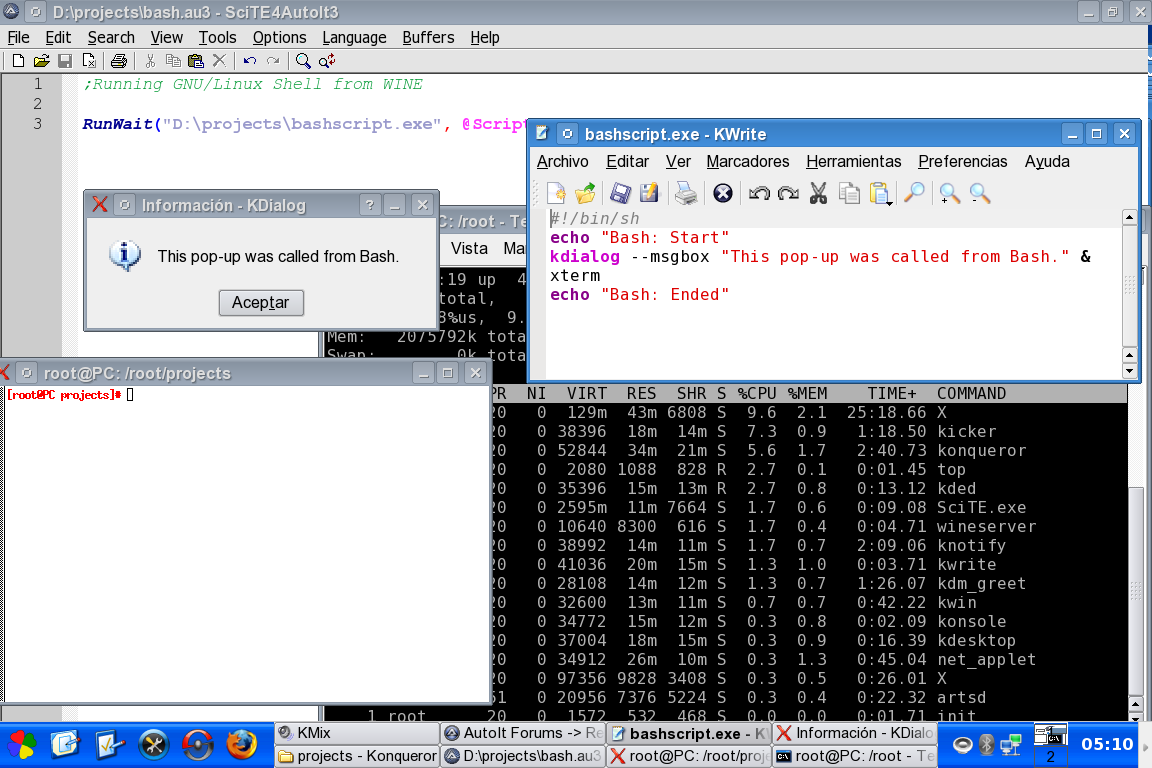 D:\projects\bash.au3 - SciTE4AutoIt3
File Edit Search View Tools Options Language Buffers Help
1 ;Running GNU/Linux Shell from WINE
2
3 RunWait("D:\projects\bashscript.exe", @Script
bashscript.exe - KWrite
Archivo Editar Ver Marcadores Herramientas Preferencias Ayuda
#!/bin/sh
echo "Bash: Start"
kdialog --msgbox "This pop-up was called from Bash." &
xterm
echo "Bash: Ended"
Información - KDialog
This pop-up was called from Bash.
Aceptar
C: /root - Te
Vista Mar
:19 up 4
total,
3%us, 9.
Mem: 2075792k tota
Swap: 0k tota
root@PC: /root/projects
[root@PC projects]#
PR NI VIRT RES SHR S %CPU %MEM TIME+ COMMAND
20 0 129m 43m 6808 S 9.6 2.1 25:18.66 X
20 0 38396 18m 14m S 7.3 0.9 1:18.50 kicker
20 0 52844 34m 21m S 5.6 1.7 2:40.73 konqueror
20 0 2080 1088 828 R 2.7 0.1 0:01.45 top
20 0 35396 15m 13m R 2.7 0.8 0:13.12 kded
20 0 2595m 11m 7664 S 1.7 0.6 0:09.08 SciTE.exe
20 0 10640 8300 616 S 1.7 0.4 0:04.71 wineserver
20 0 38992 14m 11m S 1.7 0.7 2:09.06 knotify
20 0 41036 20m 15m S 1.3 1.0 0:03.71 kwrite
20 0 28108 14m 12m S 1.3 0.7 1:26.07 kdm_greet
20 0 32600 13m 11m S 0.7 0.7 0:42.22 kwin
20 0 34772 15m 12m S 0.3 0.8 0:02.09 konsole
20 0 37004 18m 15m S 0.3 0.9 0:16.39 kdesktop
20 0 34912 26m 10m S 0.3 1.3 0:45.04 net_applet
20 0 97356 9828 3408 S 0.3 0.5 0:26.01 X
51 0 20956 7376 5224 S 0.3 0.4 0:22.32 artsd
1 root 20 0 1572 532 468 S 0.0 0.0 0:01.71 init
KMix AutoIt Forums -> Re bashscript.exe - KW Información - KDialo
projects - Konqueror D:\projects\bash.au3 root@PC: /root/proj root@PC: /root - Te
2
05:10